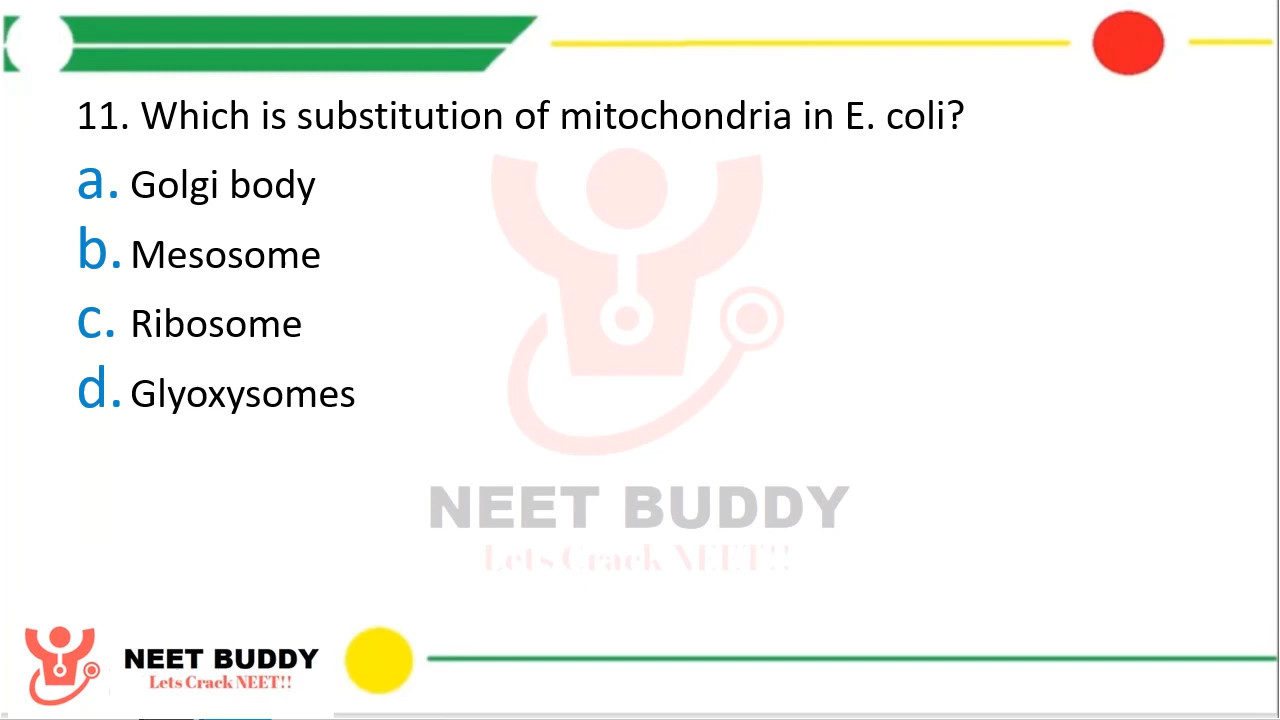 11. Which is substitution of mitochondria in E. coli?
a. Golgi body
b. Mesosome
c. Ribosome
d. Glyoxysomes
NEET BUDDY
Lets Crack NEET!!
NEET BUDDY
Lets Crack NEET!!